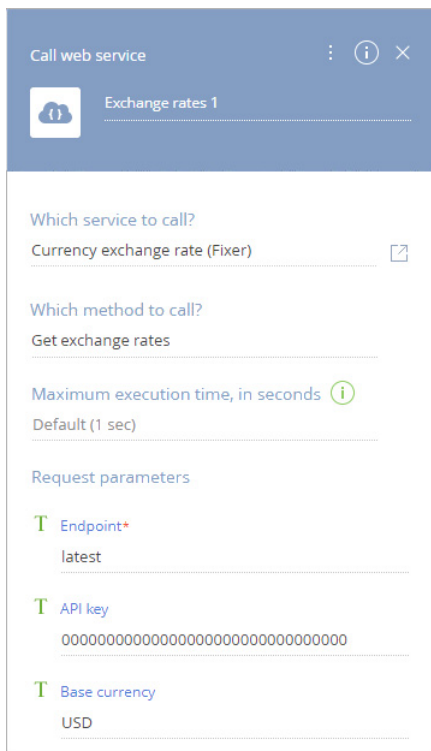 Call web service
Exchange rates 1
Which service to call?
Currency exchange rate (Fixer)
Which method to call?
Get exchange rates
Maximum execution time, in seconds
Default (1 sec)
Request parameters
T Endpoint*
latest
T API key
00000000000000000000000000000000
T Base currency
USD